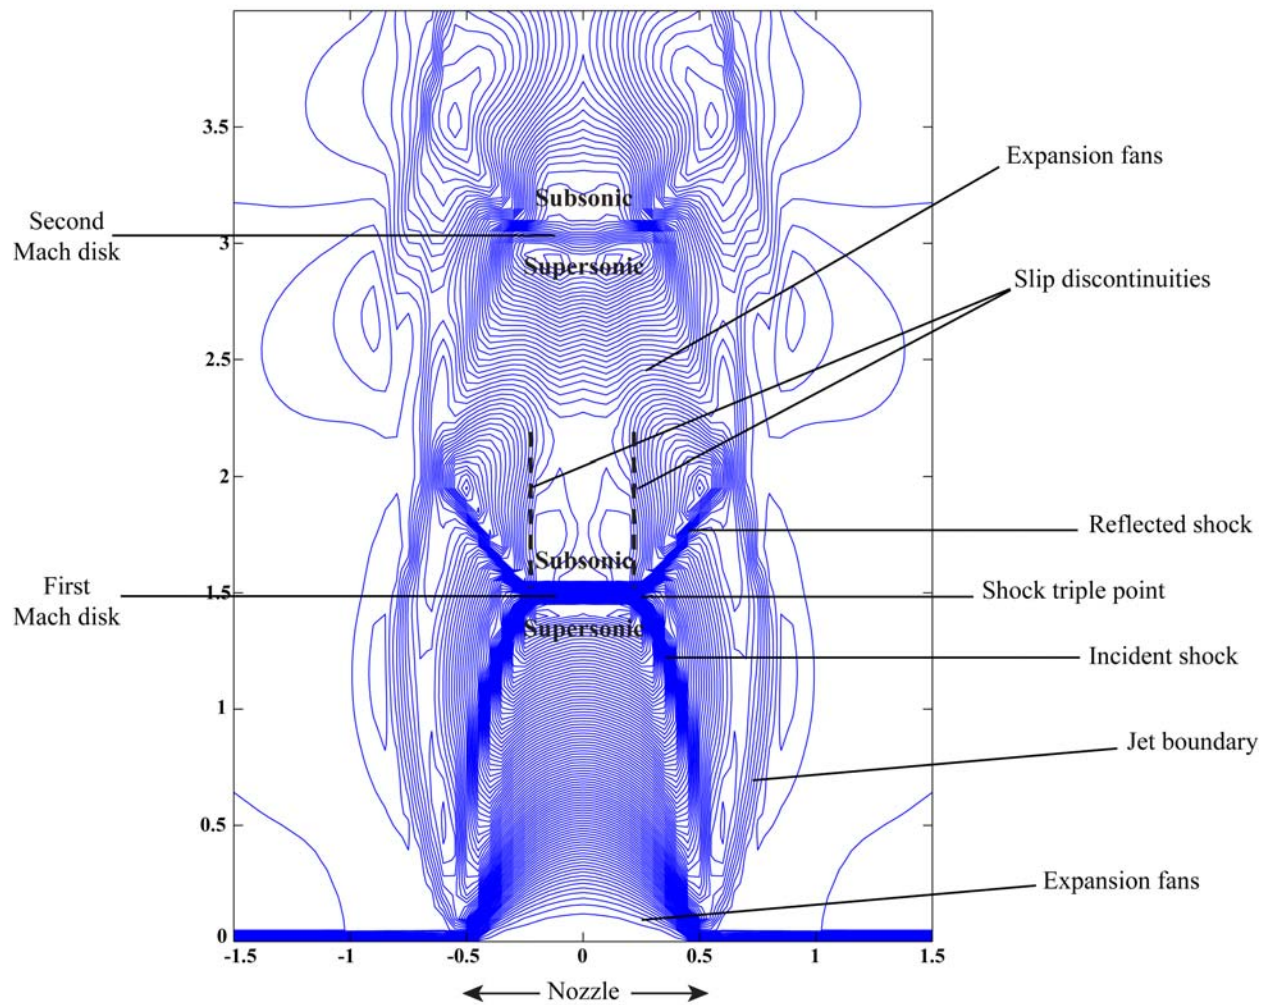 3.5
Expansion fans
Subsonic
Second
Mach disk
3
Supersonic
Slip discontinuities
2.5
2
Reflected shock
Subsonic
First
Mach disk
1.5
Shock triple point
Supersonic
Incident shock
1
Jet boundary
0.5
Expansion fans
0
-1.5 -1 -0.5 0 0.5 1 1.5
Nozzle